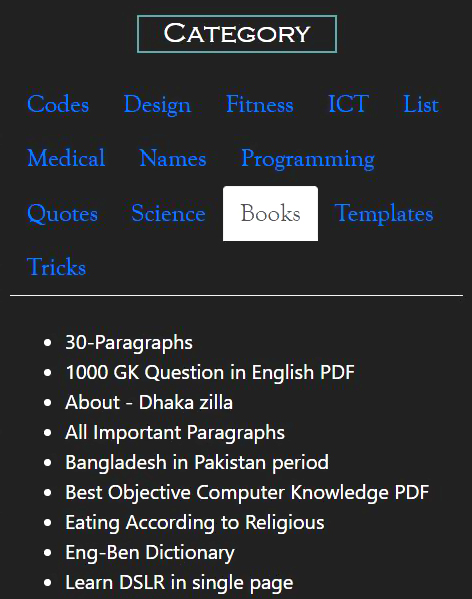 Category
Codes Design Fitness ICT List
Medical Names Programming
Quotes Science Books Templates
Tricks
30-Paragraphs
1000 GK Question in English PDF
About - Dhaka zilla
All Important Paragraphs
Bangladesh in Pakistan period
Best Objective Computer Knowledge PDF
Eating According to Religious
Eng-Ben Dictionary
Learn DSLR in single page